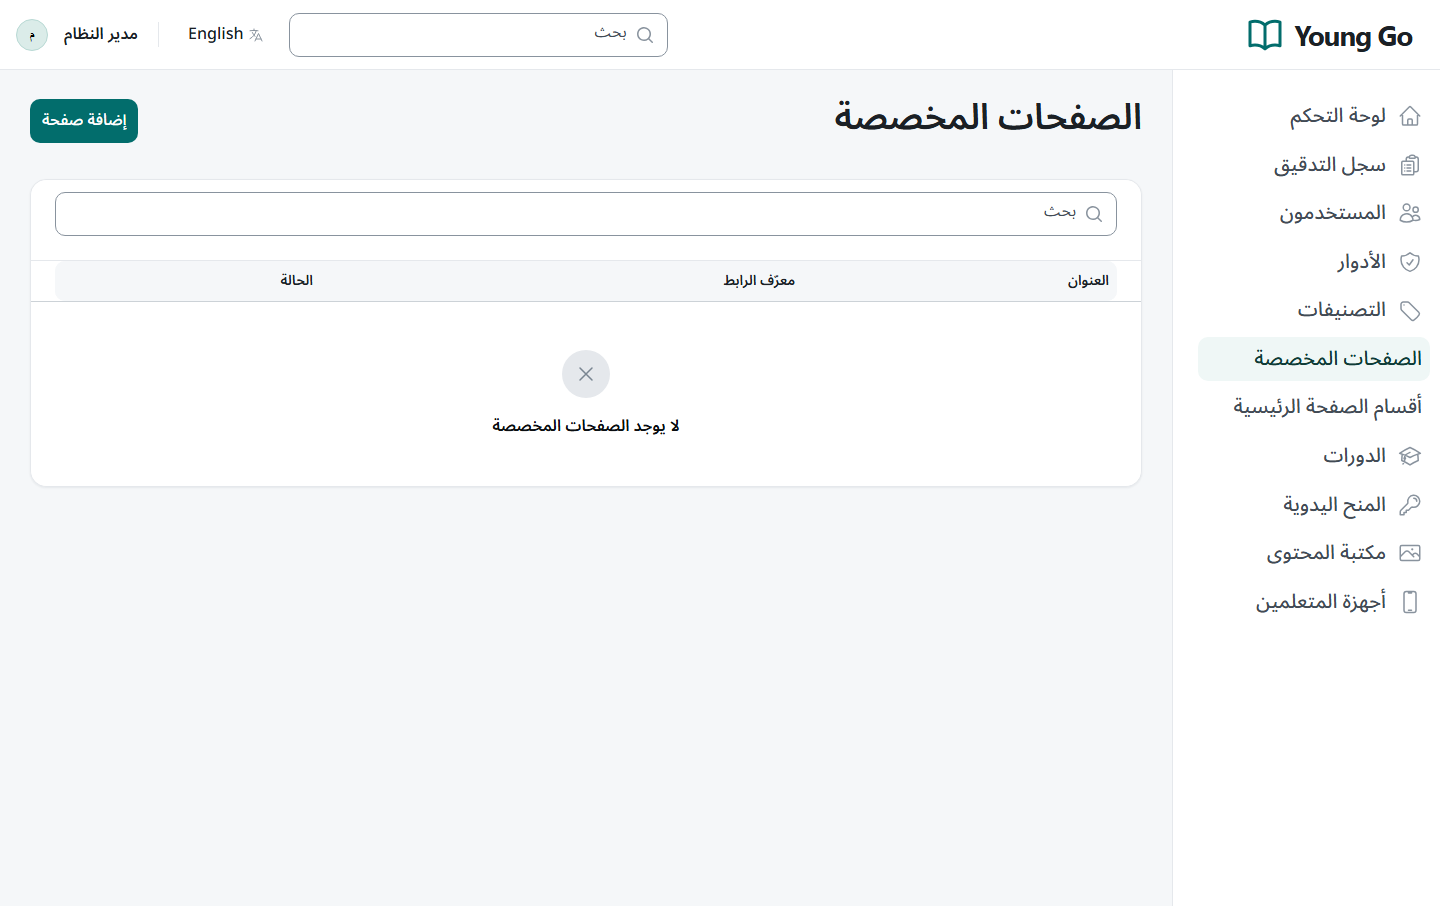 Young Go
بحث
English
مدير النظام
م
لوحة التحكم
سجل التدقيق
المستخدمون
الأدوار
التصنيفات
الصفحات المخصصة
أقسام الصفحة الرئيسية
الدورات
المنح اليدوية
مكتبة المحتوى
أجهزة المتعلمين
الصفحات المخصصة
إضافة صفحة
بحث
العنوان معرّف الرابط الحالة
لا يوجد الصفحات المخصصة